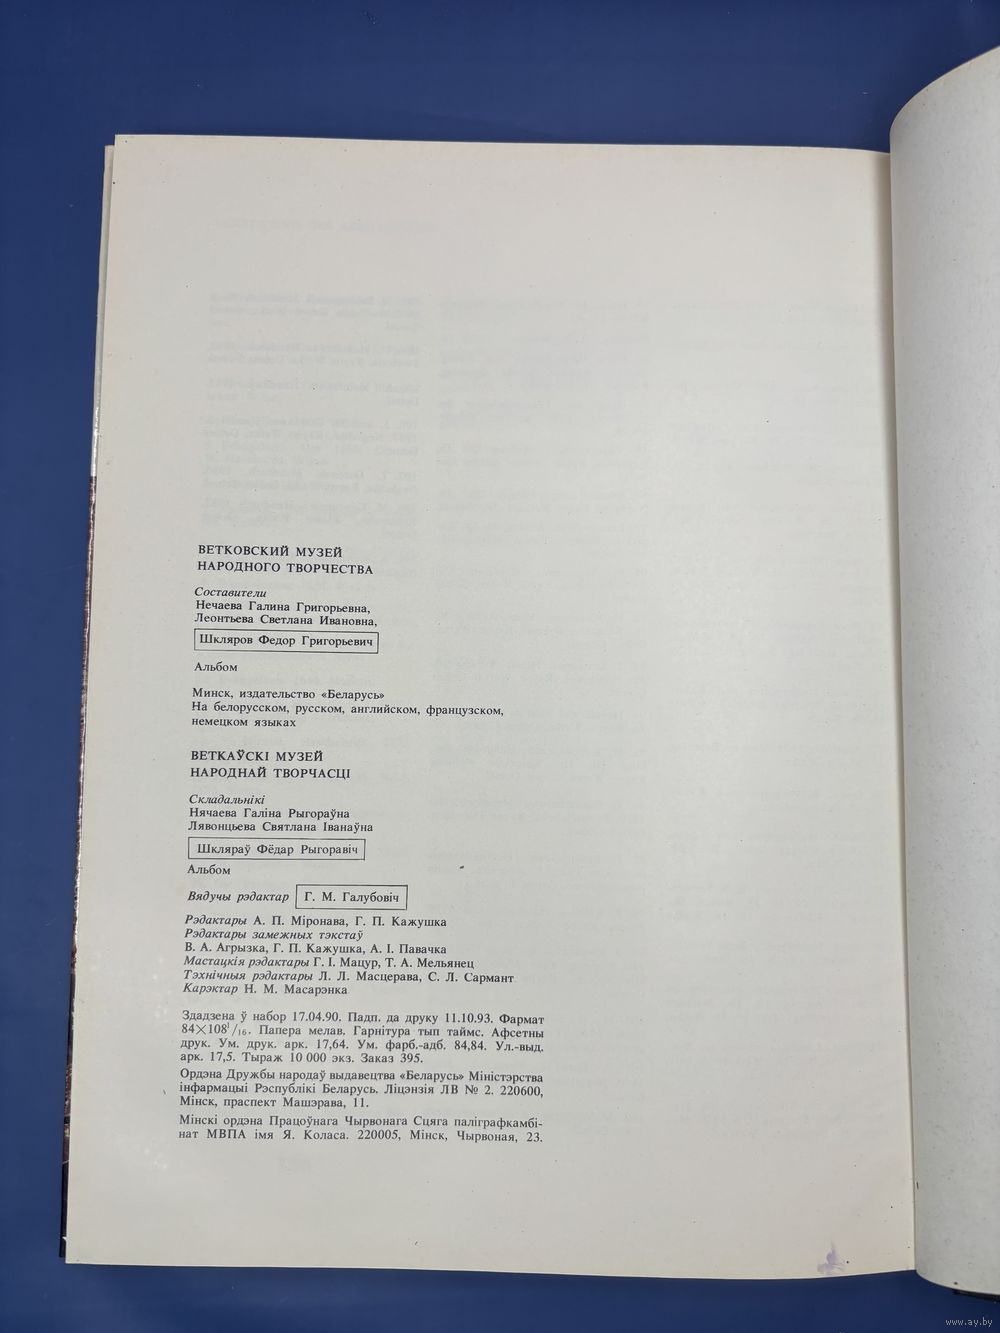 ВЕТКОВСКИЙ МУЗЕЙ
НАРОДНОГО ТВОРЧЕСТВА
Составители
Нечаева Галина Григорьевна,
Леонтьева Светлана Ивановна,
Шкляров Федор Григорьевич
Альбом
Минск, издательство «Беларусь»
На белорусском, русском, английском, французском,
немецком языках
ВЕТКАЎСКІ МУЗЕЙ
НАРОДНАЙ ТВОРЧАСЦІ
Складальнікі
Нячаева Галіна Рыгораўна
Лявонцьева Святлана Іванаўна
Шкляраў Фёдар Рыгоравіч
Альбом
Вядучы рэдактар Г. М. Галубовіч
Рэдактары А. П. Міронава, Г. П. Кажушка
Рэдактары замежных тэкстаў
В. А. Агрызка, Г. П. Кажушка, А. І. Павачка
Мастацкія рэдактары Г. І. Мацур, Т. А. Мельянец
Тэхнічныя рэдактары Л. Л. Масцерава, С. Л. Сармант
Карэктар Н. М. Масарэнка
Здадзена ў набор 17.04.90. Падп. да друку 11.10.93. Фармат
84×108¹/₁₆. Папера мелав. Гарнітура тып таймс. Афсетны
друк. Ум. друк. арк. 17,64. Ум. фарб.-адб. 84,84. Ул.-выд.
арк. 17,5. Тыраж 10 000 экз. Заказ 395.
Ордэна Дружбы народаў выдавецтва «Беларусь» Міністэрства
інфармацыі Рэспублікі Беларусь. Ліцэнзія ЛВ № 2. 220600,
Мінск, праспект Машэрава, 11.
Мінскі ордэна Працоўнага Чырвонага Сцяга паліграфкамбі-
нат МВПА імя Я. Коласа. 220005, Мінск, Чырвоная, 23.
www.ay.by